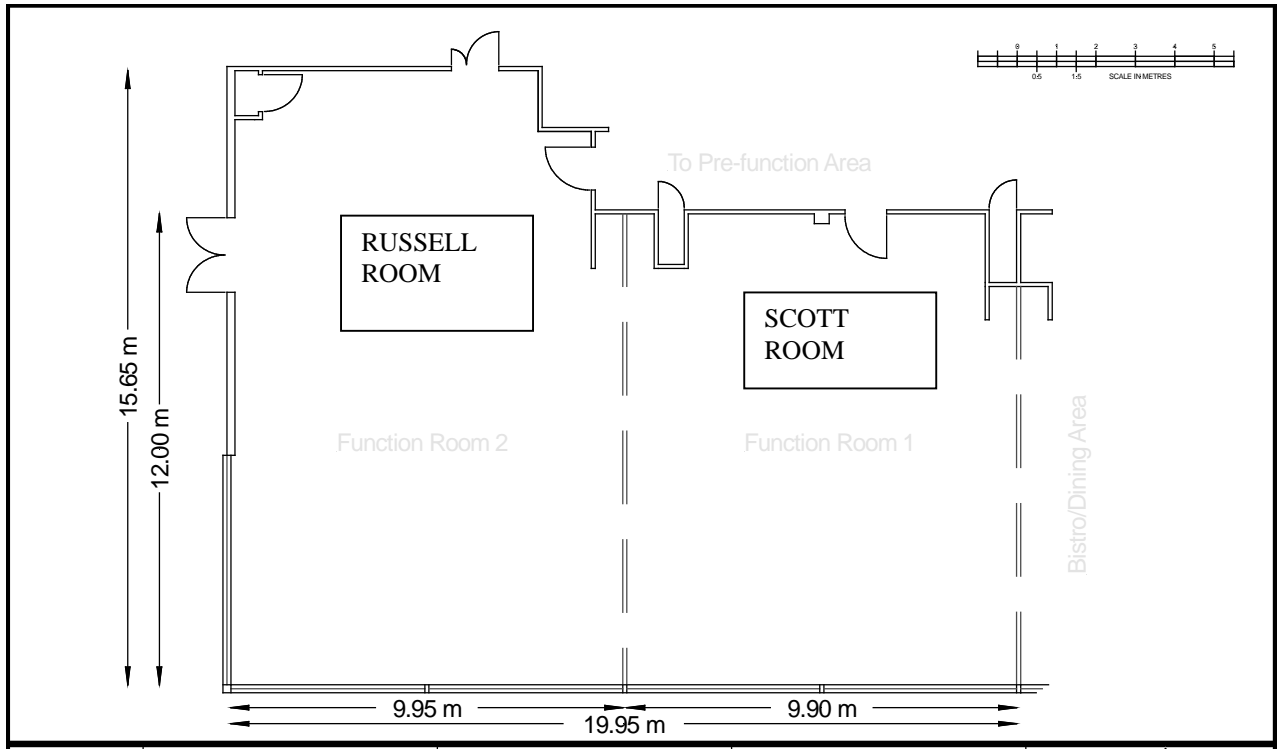 0 1 2 3 4 5
0.5 1.5 SCALE IN METRES
To Pre-function Area
RUSSELL
ROOM
SCOTT
ROOM
15.65 m
12.00 m
Function Room 2
Function Room 1
Bistro/Dining Area
9.95 m
9.90 m
19.95 m